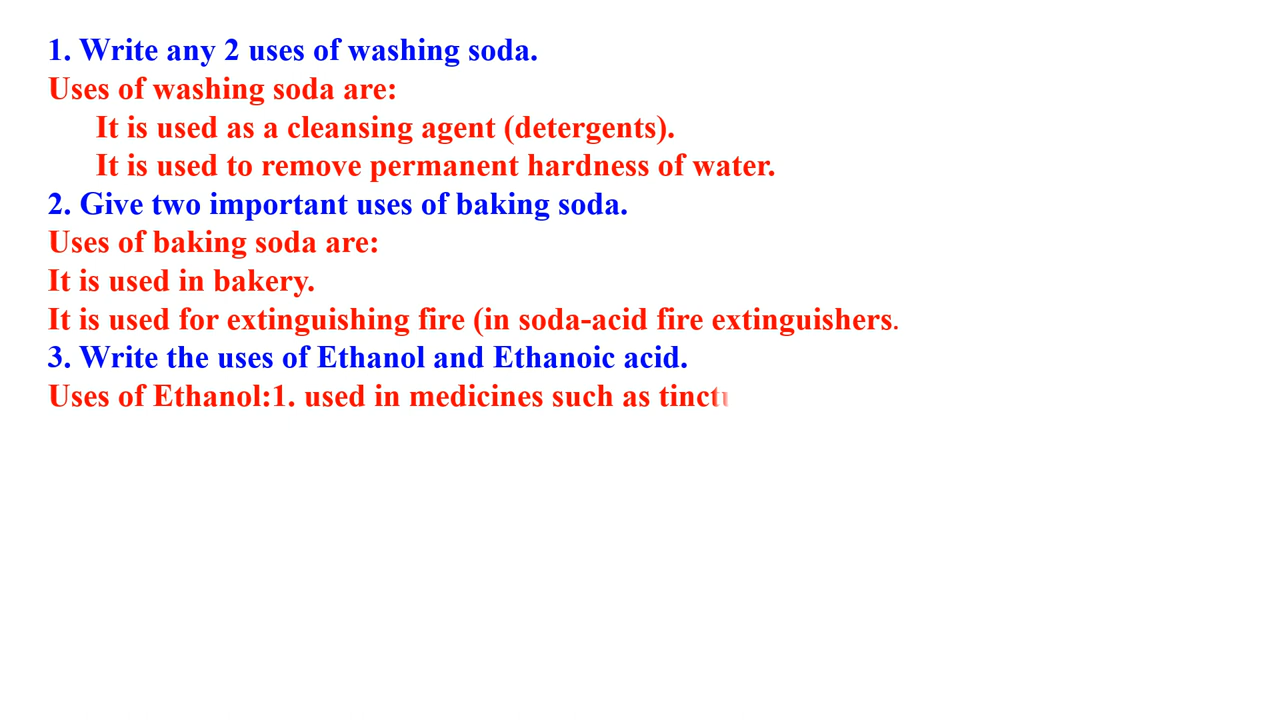 1. Write any 2 uses of washing soda.
Uses of washing soda are:
It is used as a cleansing agent (detergents).
It is used to remove permanent hardness of water.
2. Give two important uses of baking soda.
Uses of baking soda are:
It is used in bakery.
It is used for extinguishing fire (in soda-acid fire extinguishers.
3. Write the uses of Ethanol and Ethanoic acid.
Uses of Ethanol:1. used in medicines such as